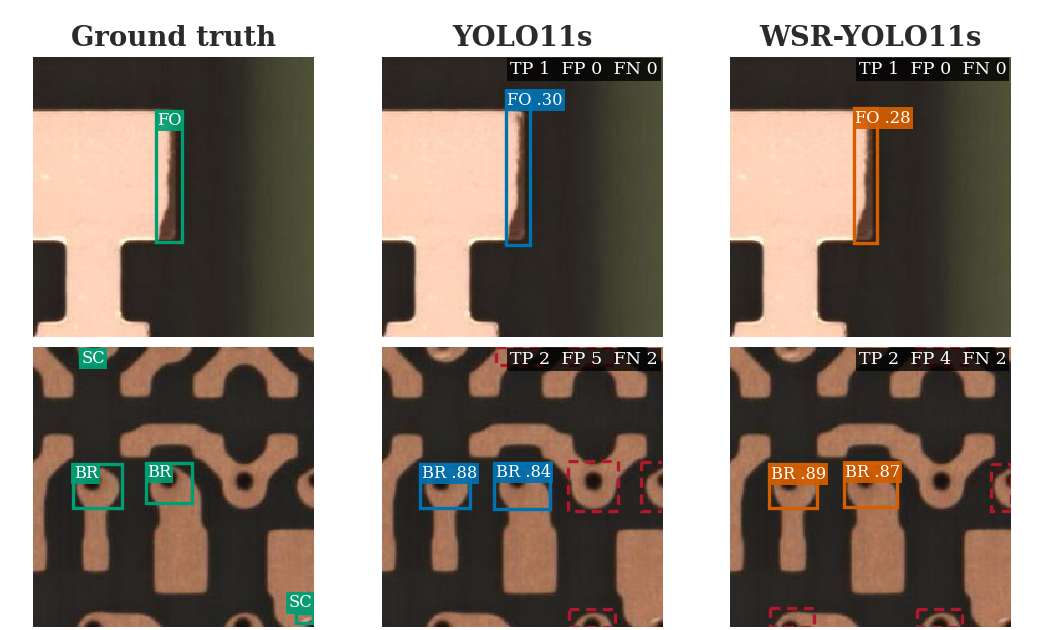 Ground truth YOLO11s WSR-YOLO11s
TP 1 FP 0 FN 0 TP 1 FP 0 FN 0
FO .30
FO FO .28
SC TP 2 FP 5 FN 2 TP 2 FP 4 FN 2
BR BR BR .88 BR .84 BR .89 BR .87
SC